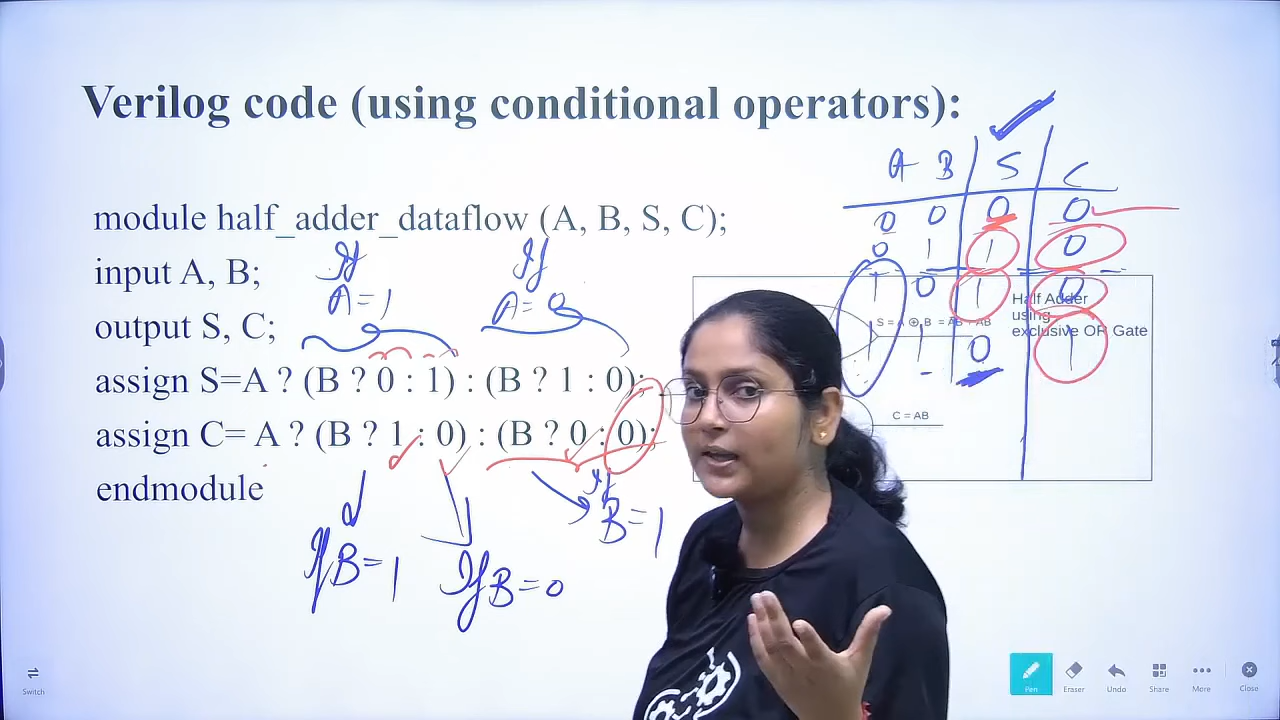 Verilog code (using conditional operators):
A B S C
0 0 0 0
0 1 1 0
1 0 1 0
1 1 0 1
module half_adder_dataflow (A, B, S, C);
input A, B;
If
A=1
If
A=0
output S, C;
assign S=A ? (B ? 0 : 1) : (B ? 1 : 0);
assign C= A ? (B ? 1 : 0) : (B ? 0 : 0);
endmodule
If B=1
If B=0
If
B=1
Half Adder
using
exclusive OR Gate
S = A ⊕ B = AB + AB
C = AB
Switch
Pen
Eraser
Undo
Share
More
Close